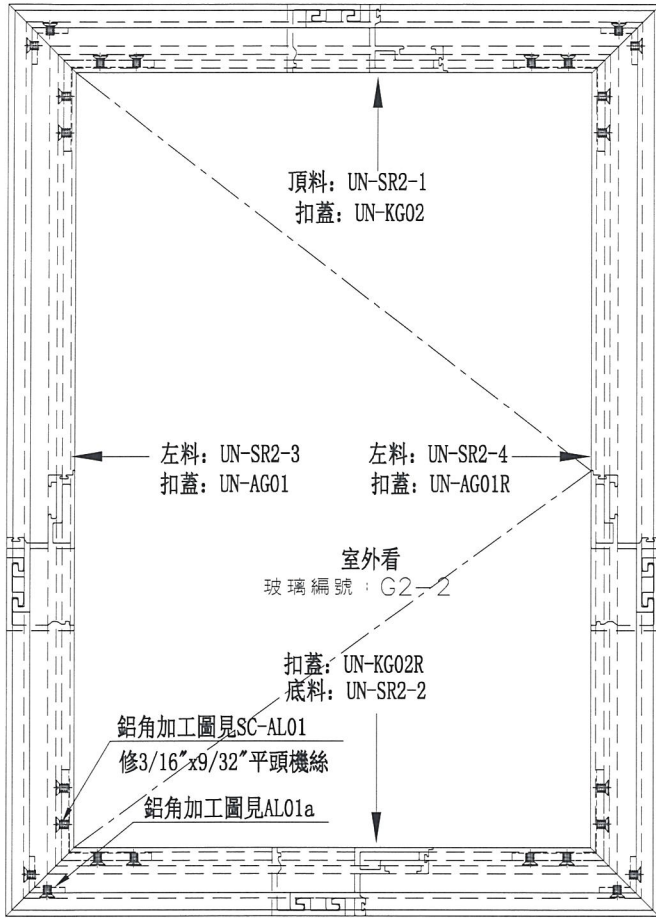 頂料: UN-SR2-1
扣蓋: UN-KG02
左料: UN-SR2-3
扣蓋: UN-AG01
左料: UN-SR2-4
扣蓋: UN-AG01R
室外看
玻璃編號：G2-2
扣蓋: UN-KG02R
底料: UN-SR2-2
鋁角加工圖見SC-AL01
修3/16"x9/32"平頭機絲
鋁角加工圖見AL01a